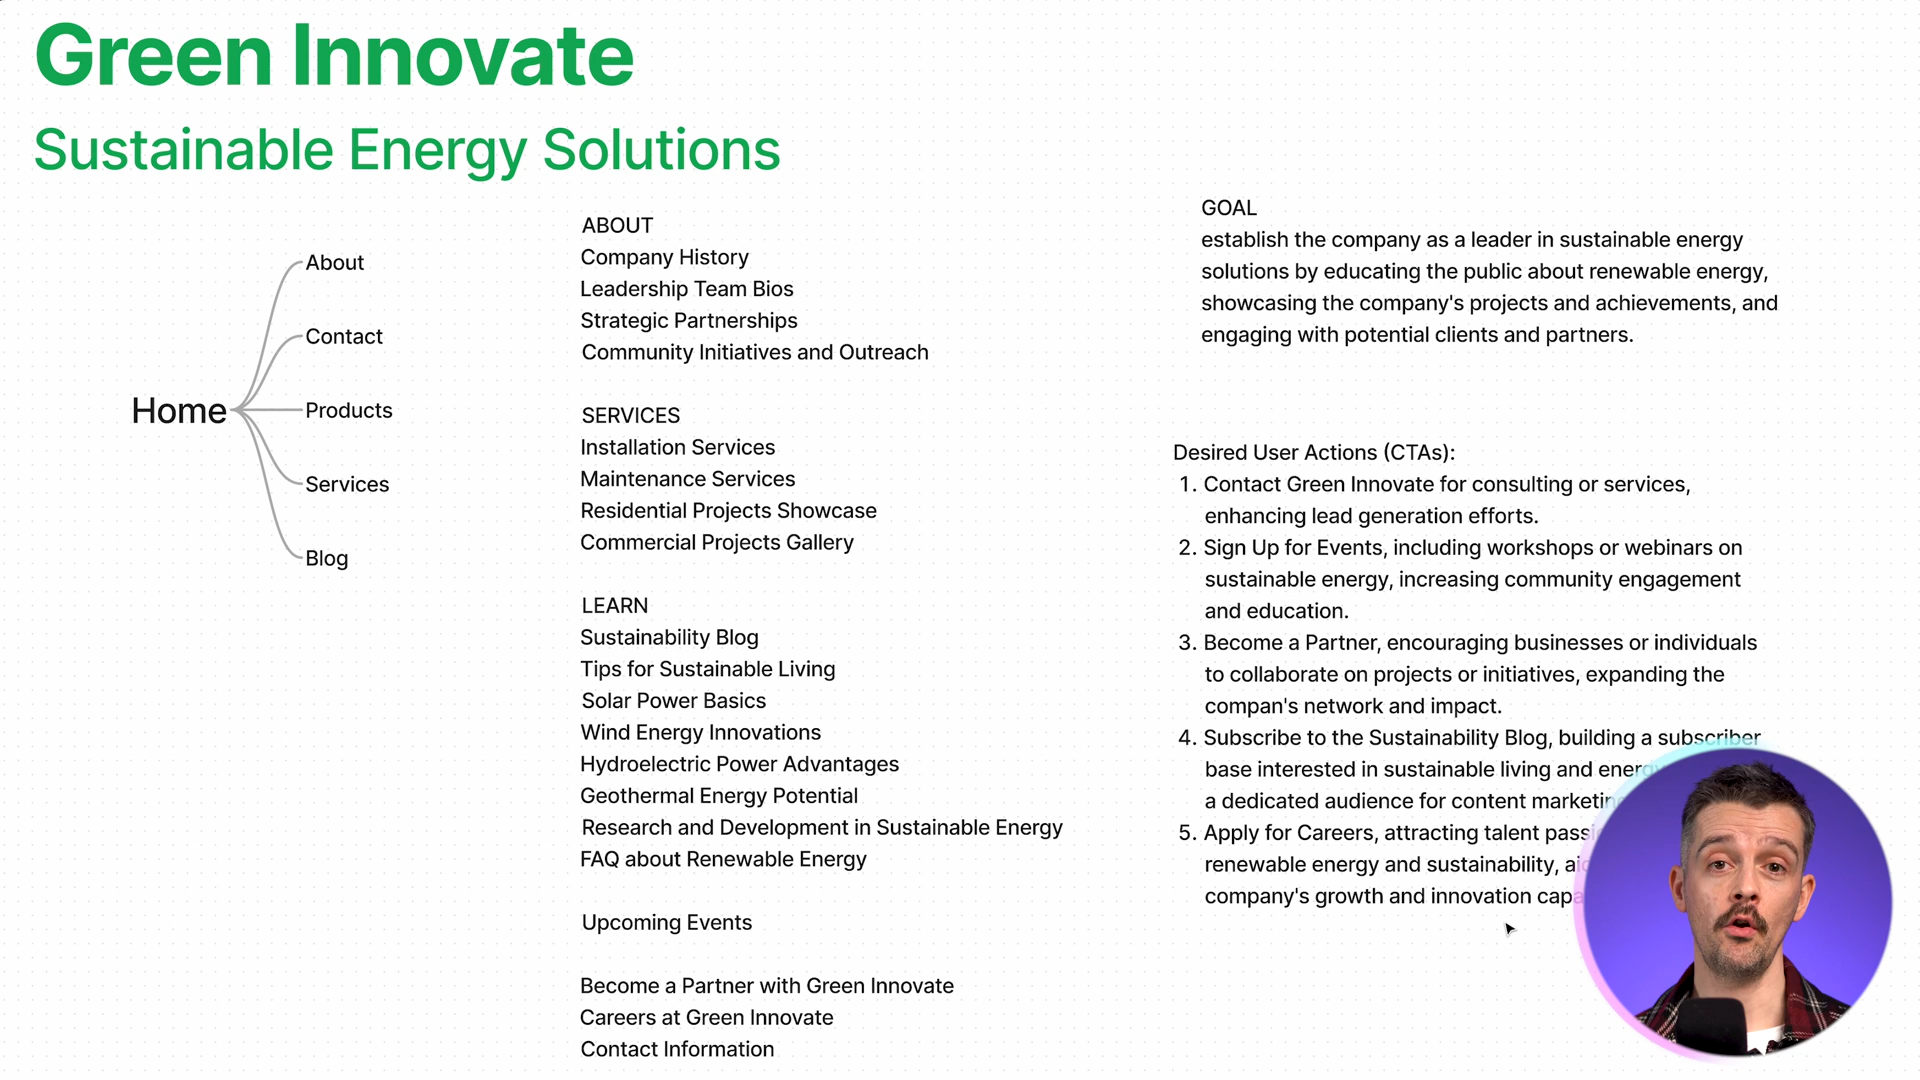 Green Innovate
Sustainable Energy Solutions
Home
About
Contact
Products
Services
Blog
ABOUT
Company History
Leadership Team Bios
Strategic Partnerships
Community Initiatives and Outreach
SERVICES
Installation Services
Maintenance Services
Residential Projects Showcase
Commercial Projects Gallery
LEARN
Sustainability Blog
Tips for Sustainable Living
Solar Power Basics
Wind Energy Innovations
Hydroelectric Power Advantages
Geothermal Energy Potential
Research and Development in Sustainable Energy
FAQ about Renewable Energy
Upcoming Events
Become a Partner with Green Innovate
Careers at Green Innovate
Contact Information
GOAL
establish the company as a leader in sustainable energy
solutions by educating the public about renewable energy,
showcasing the company's projects and achievements, and
engaging with potential clients and partners.
Desired User Actions (CTAs):
1. Contact Green Innovate for consulting or services,
enhancing lead generation efforts.
2. Sign Up for Events, including workshops or webinars on
sustainable energy, increasing community engagement
and education.
3. Become a Partner, encouraging businesses or individuals
to collaborate on projects or initiatives, expanding the
compan's network and impact.
4. Subscribe to the Sustainability Blog, building a subscriber
base interested in sustainable living and energy
a dedicated audience for content
5. Apply for Careers, attracting talent
renewable energy and sustainability,
company's growth and innovation